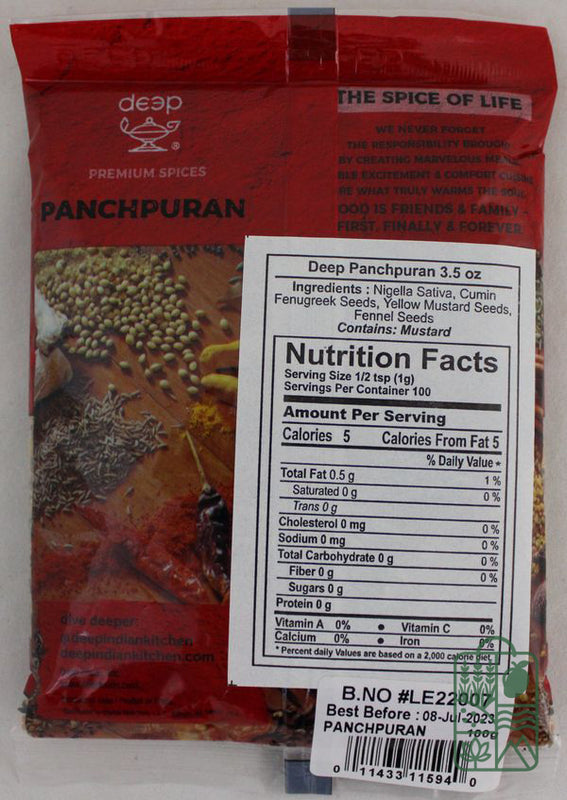 deep
®
PREMIUM SPICES
PANCHPURAN
THE SPICE OF LIFE
WE NEVER FORGET
THE RESPONSIBILITY BROUGH
BY CREATING MARVELOUS
BLE EXCITEMENT & COMFORT
RE WHAT TRULY WARMS THE SOUL
OOD IS FRIENDS & FAMILY -
FIRST, FINALLY & FOREVER.
Deep Panchpuran 3.5 oz
Ingredients : Nigella Sativa, Cumin
Fenugreek Seeds, Yellow Mustard Seeds,
Fennel Seeds
Contains: Mustard
Nutrition Facts
Serving Size 1/2 tsp (1g)
Servings Per Container 100
Amount Per Serving
Calories 5 Calories From Fat 5
% Daily Value *
Total Fat 0.5 g 1 %
Saturated 0 g 0 %
Trans 0 g
Cholesterol 0 mg 0 %
Sodium 0 mg 0 %
Total Carbohydrate 0 g 0 %
Fiber 0 g 0 %
Sugars 0 g
Protein 0 g
Vitamin A 0% • Vitamin C 0%
Calcium 0% • Iron 0%
* Percent daily Values are based on a 2,000 calorie diet
dive deeper:
@deepindiankitchen
deepindiankitchen.com
B.NO #LE22007
Best Before : 08-Jul-2023
PANCHPURAN 100g
0 11433 11594 0